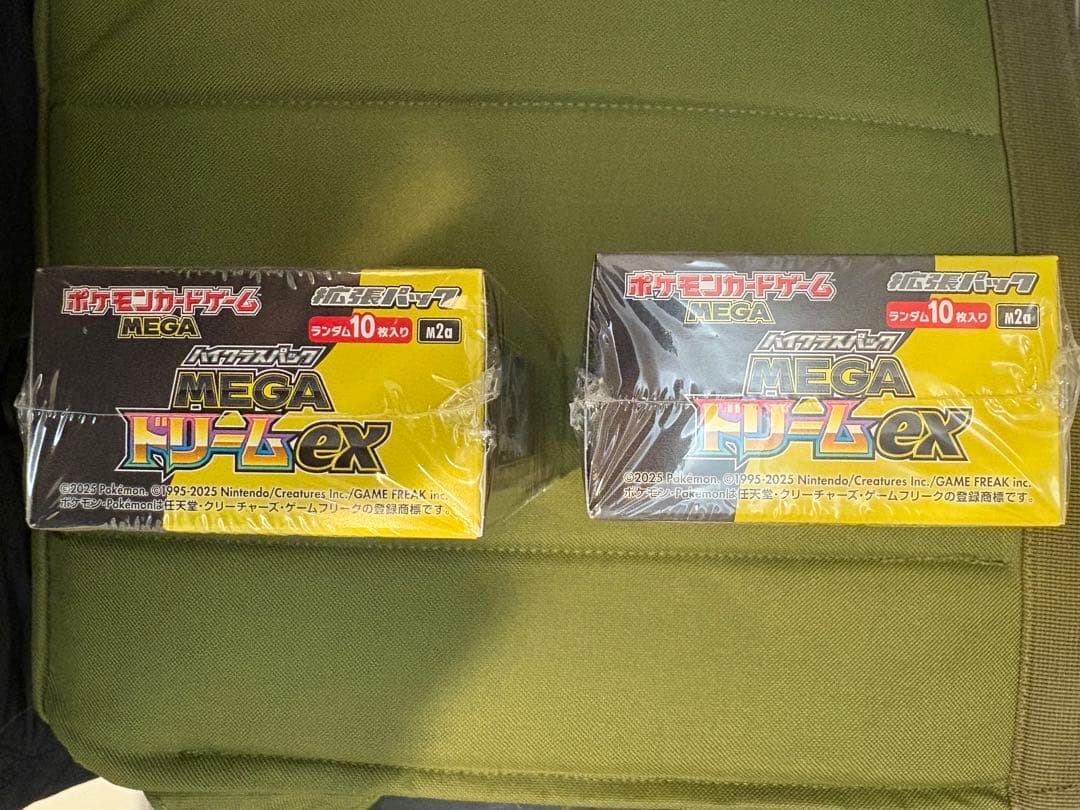 ポケモンカードゲーム
MEGA
拡張パック
ランダム10枚入り M2a
ハイクラスパック
MEGA
ドリームex
©2025 Pokémon. ©1995-2025 Nintendo/Creatures Inc./GAME FREAK inc.
ポケモン・Pokémonは任天堂・クリーチャーズ・ゲームフリークの登録商標です。
ポケモンカードゲーム
MEGA
拡張パック
ランダム10枚入り M2a
ハイクラスパック
MEGA
ドリームex
©2025 Pokémon. ©1995-2025 Nintendo/Creatures Inc./GAME FREAK inc.
ポケモン・Pokémonは任天堂・クリーチャーズ・ゲームフリークの登録商標です。